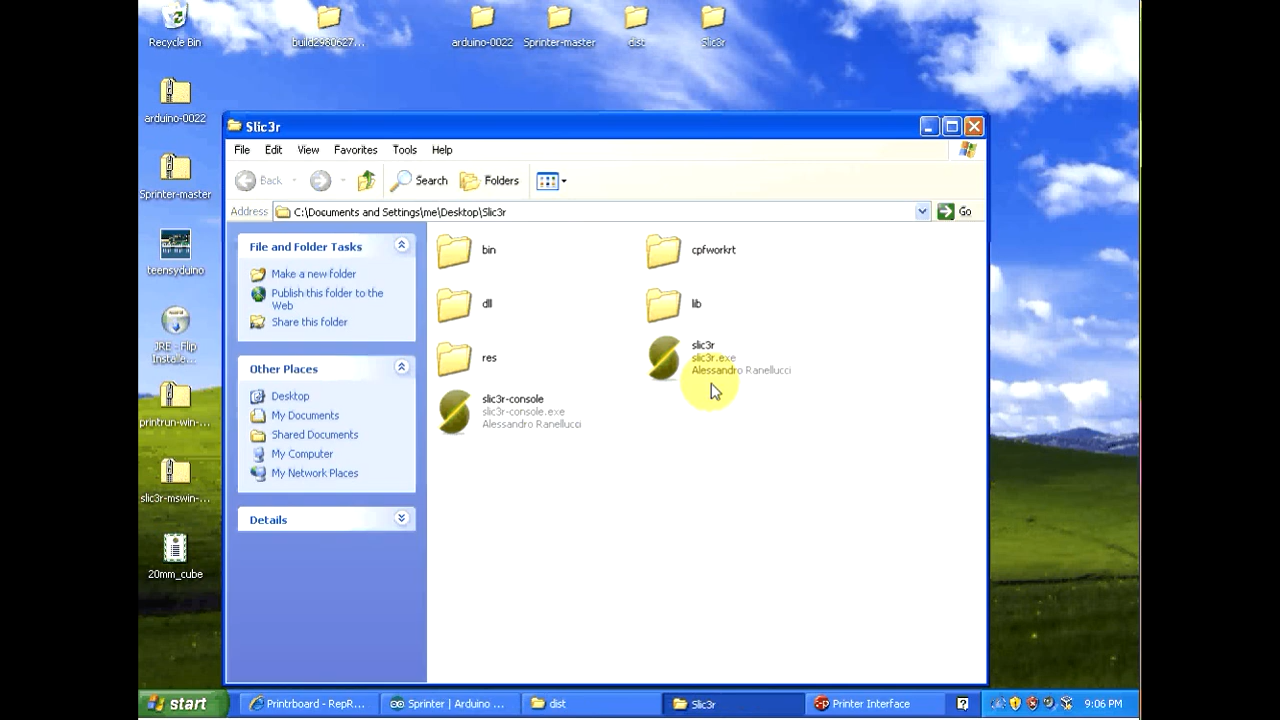 Recycle Bin
build2980627...
arduino-0022
Sprinter-master
dist
Slic3r
arduino-0022
Sprinter-master
teensyduino
JRE - Flip
Installe...
printrun-win-...
slic3r-mswin-...
20mm_cube
Slic3r
File Edit View Favorites Tools Help
Back Search Folders
Address C:\Documents and Settings\me\Desktop\Slic3r Go
File and Folder Tasks
Make a new folder
Publish this folder to the
Web
Share this folder
Other Places
Desktop
My Documents
Shared Documents
My Computer
My Network Places
Details
bin
cpfworkrt
dll
lib
res
slic3r
slic3r.exe
Alessandro Ranellucci
slic3r-console
slic3r-console.exe
Alessandro Ranellucci
start
Printrboard - RepR...
Sprinter | Arduino ...
dist
Slic3r
Printer Interface
9:06 PM